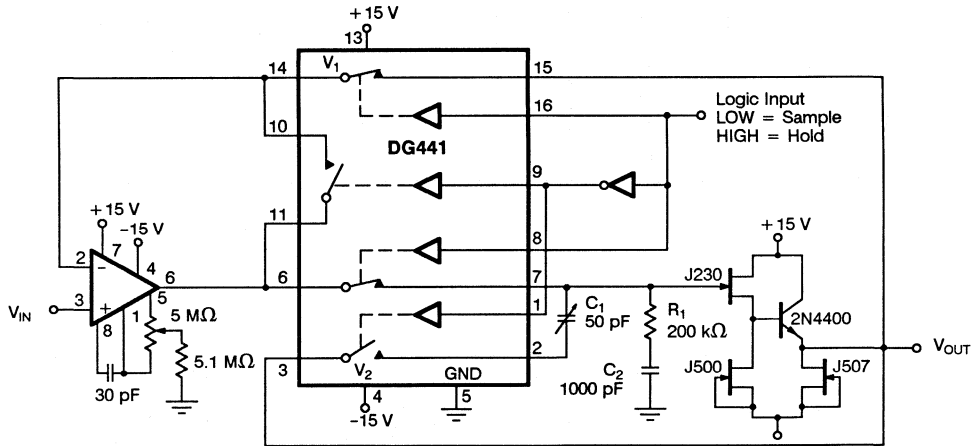 +15 V
13
14
V1
15
16
Logic Input
LOW = Sample
HIGH = Hold
10
DG441
9
11
+15 V
-15 V
8
+15 V
7
4
2
-
6
6
7
J230
5
3
+
VIN
8
1
5 MΩ
1
C1
50 pF
R1
200 kΩ
2N4400
5.1 MΩ
VOUT
3
V2
2
C2
1000 pF
J500
J507
30 pF
GND
4
5
-15 V